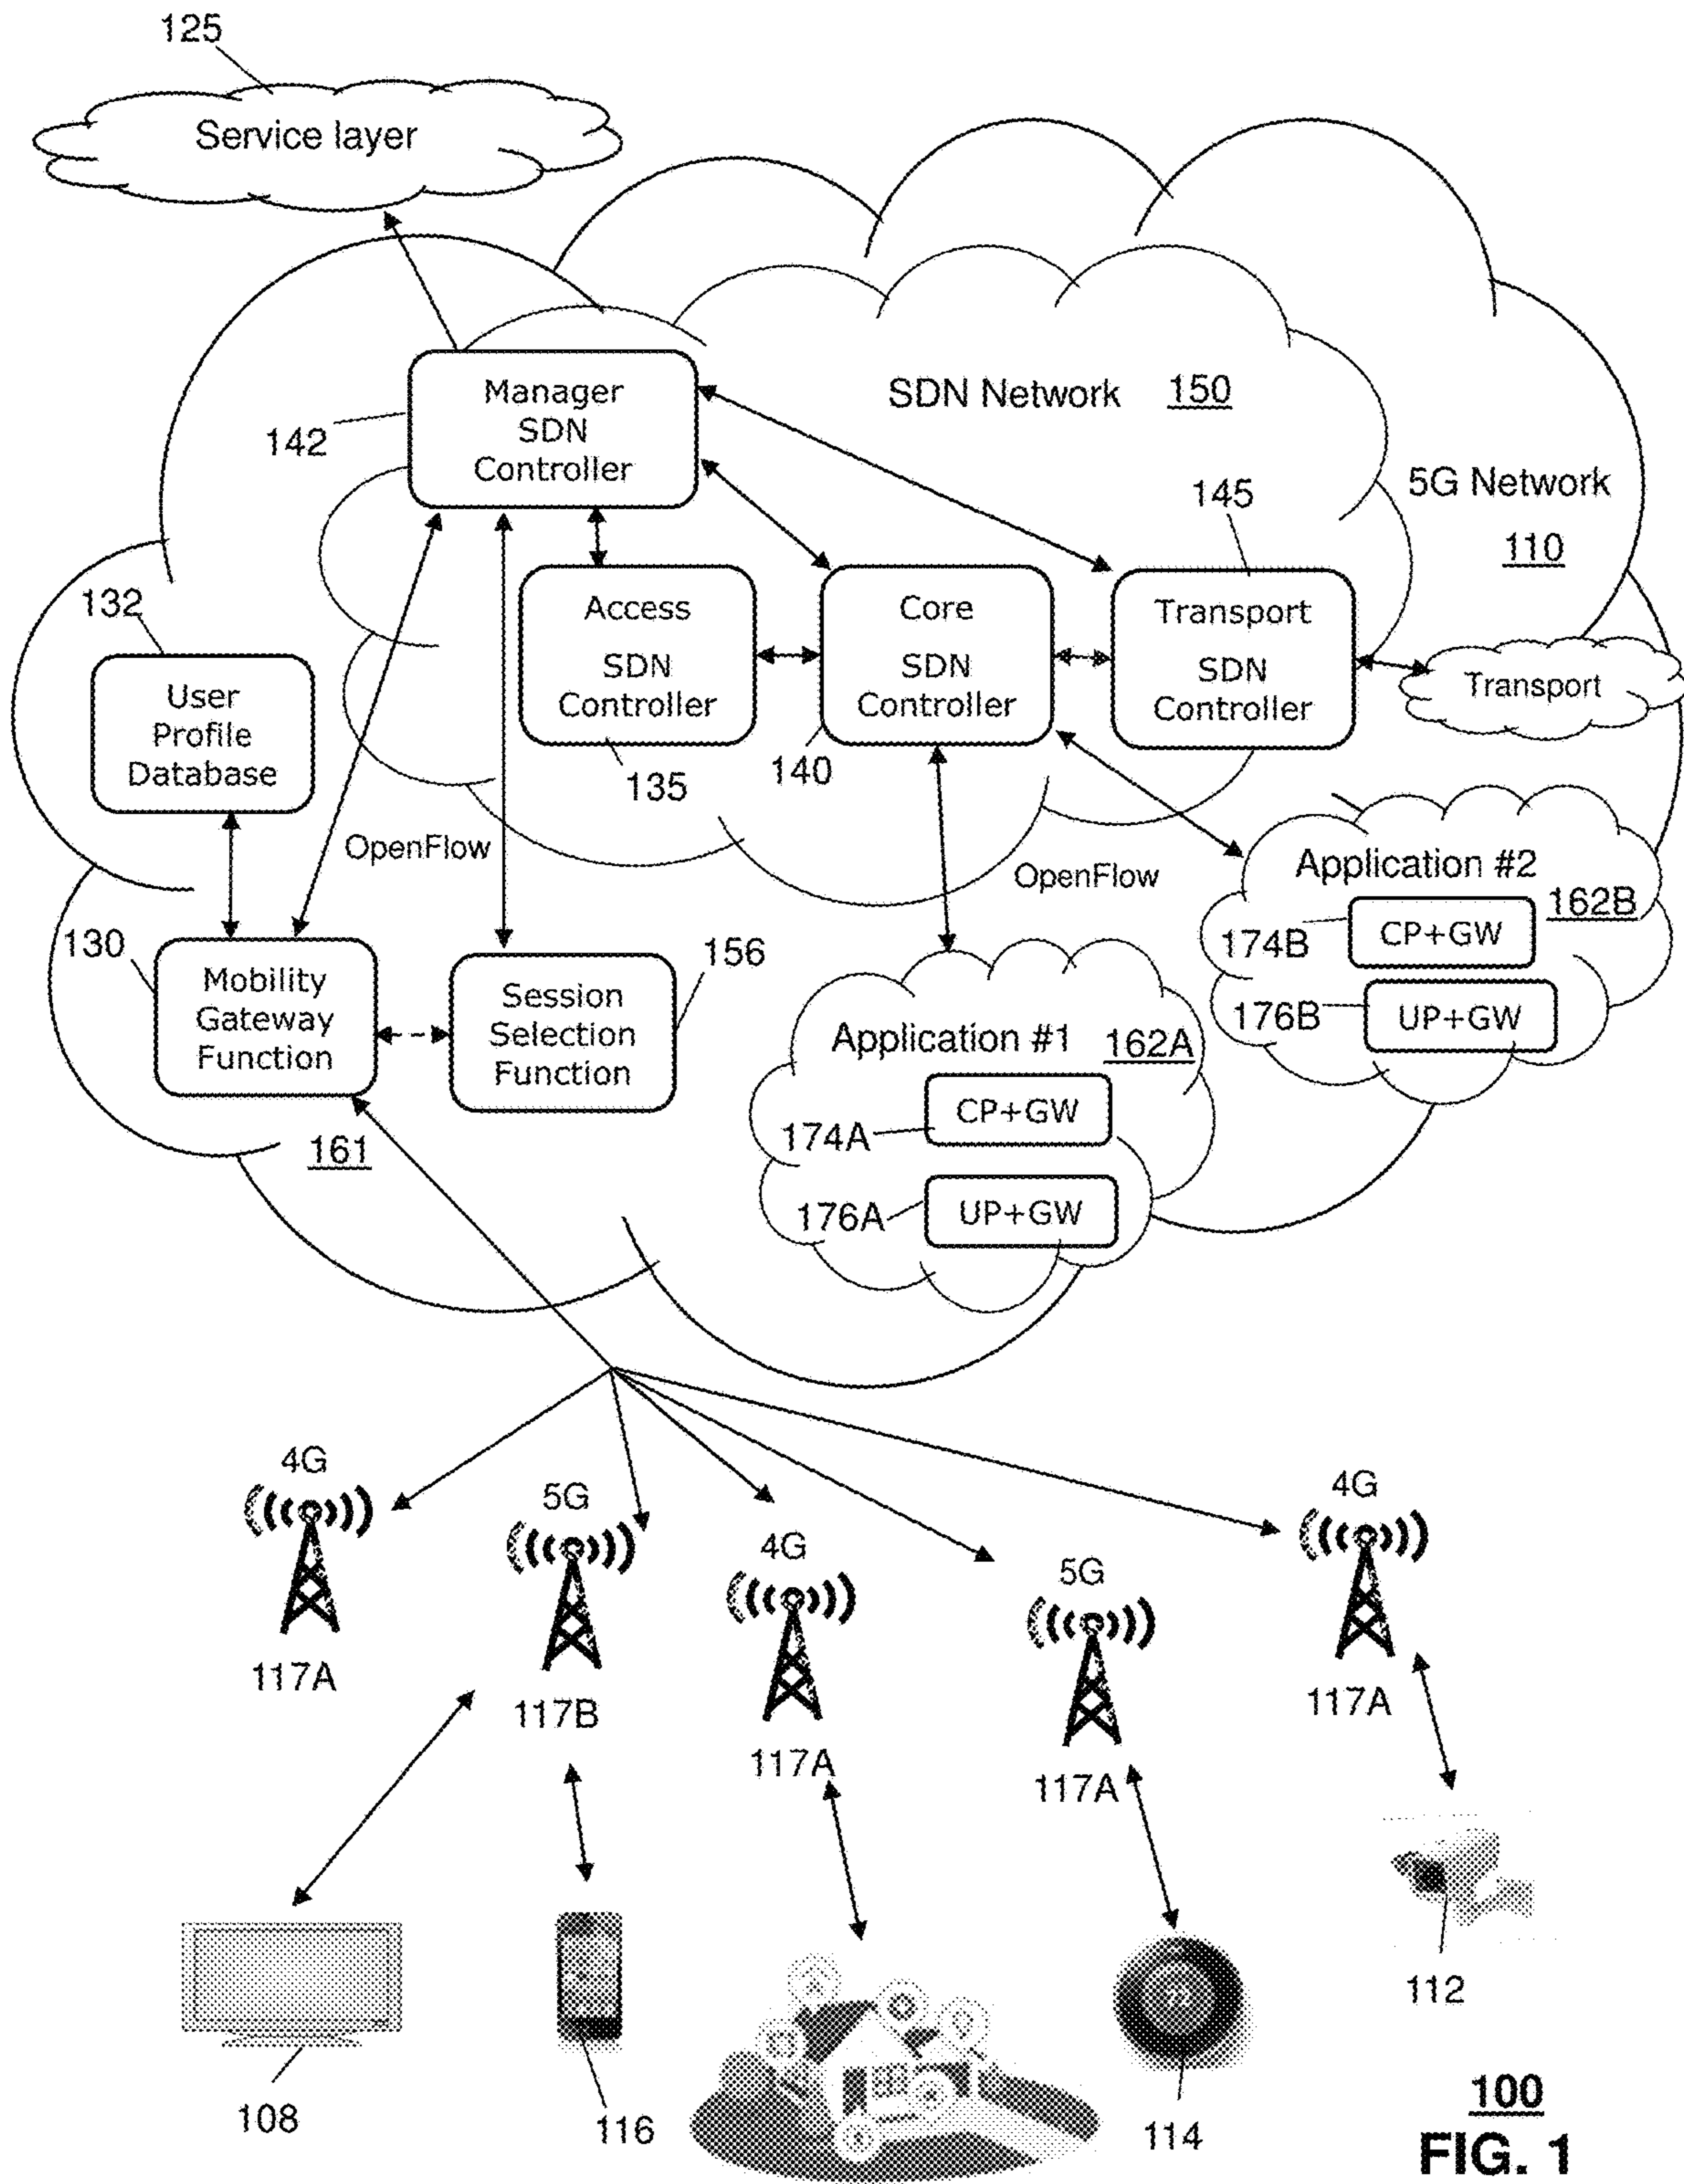 125
Service layer
Manager
SDN
Controller
142
SDN Network 150
5G Network
110
145
132
User
Profile
Database
Access
SDN
Controller
135
Core
SDN
Controller
140
Transport
SDN
Controller
Transport
OpenFlow
OpenFlow
130
Mobility
Gateway
Function
161
Session
Selection
Function
156
Application #1 162A
174A CP+GW
176A UP+GW
Application #2
162B
174B CP+GW
176B UP+GW
4G
117A
5G
117B
4G
117A
5G
117A
4G
117A
108
116
114
22
112
100
FIG. 1